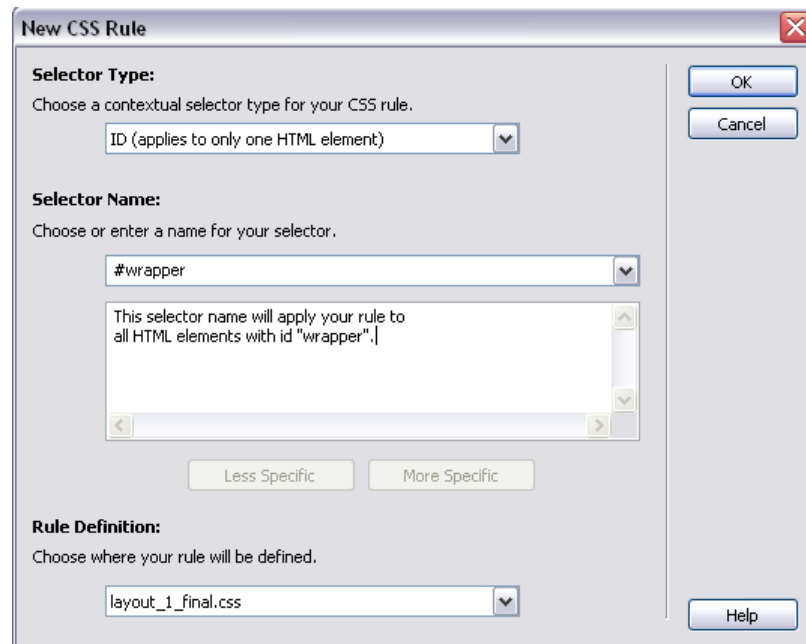 New CSS Rule
Selector Type:
OK
Choose a contextual selector type for your CSS rule.
Cancel
ID (applies to only one HTML element)
Selector Name:
Choose or enter a name for your selector.
#wrapper
This selector name will apply your rule to
all HTML elements with id "wrapper".
Less Specific
More Specific
Rule Definition:
Choose where your rule will be defined.
layout_1_final.css
Help